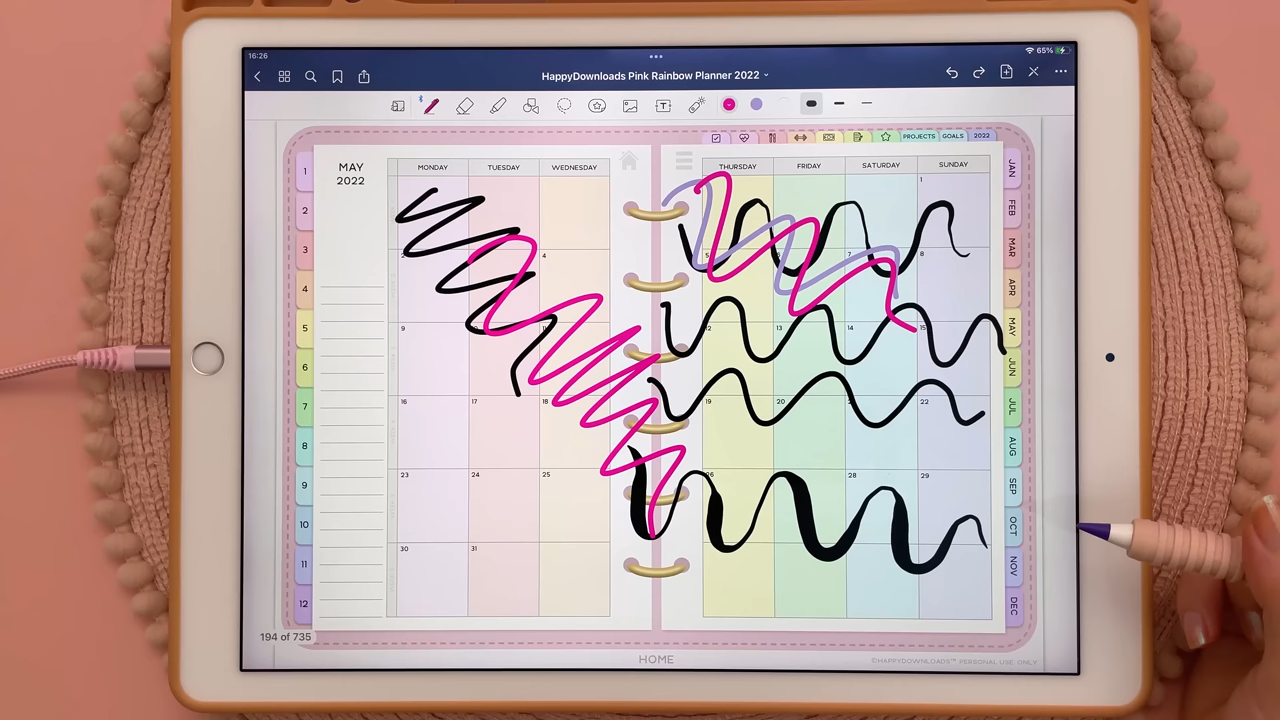 16:26
65%
HappyDownloads Pink Rainbow Planner 2022
PROJECTS GOALS 2022
MAY
2022
MONDAY TUESDAY WEDNESDAY THURSDAY FRIDAY SATURDAY SUNDAY
1
4 5 7 8
9 12 13 14 15
16 17 18 19 20 22
23 24 25 26 28 29
30 31
1
2
3
4
5
6
7
8
9
10
11
12
JAN
FEB
MAR
APR
MAY
JUN
JUL
AUG
SEP
OCT
NOV
DEC
194 of 735
HOME
©HAPPYDOWNLOADS™ PERSONAL USE ONLY